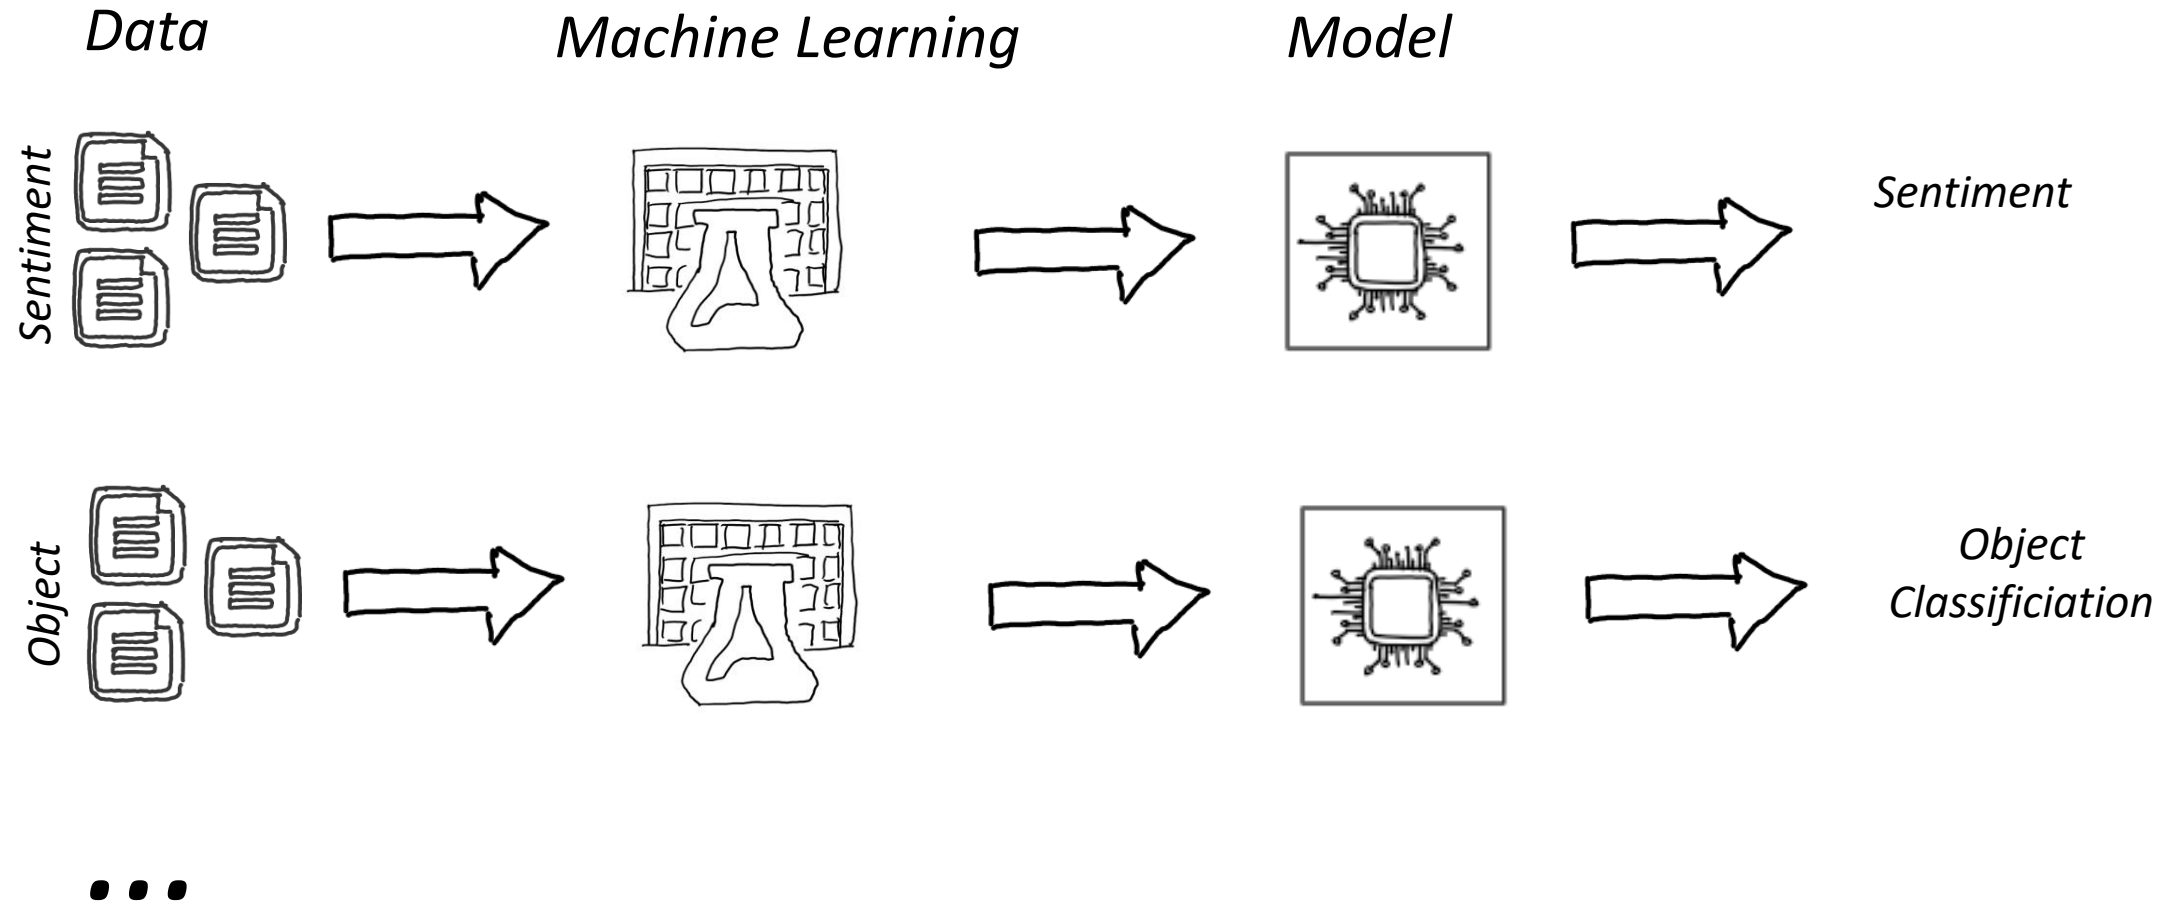 Data
Machine Learning
Model
Sentiment
Sentiment
Object
Object
Classificiation
...